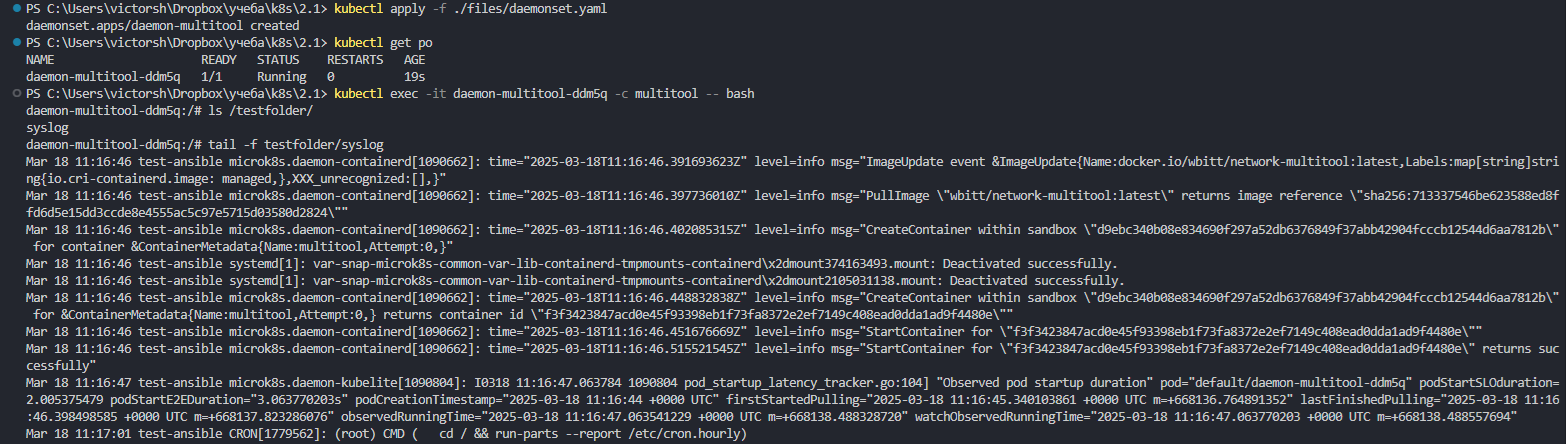 PS C:\Users\victorsh\Dropbox\учеба\k8s\2.1> kubectl apply -f ./files/daemonset.yaml
daemonset.apps/daemon-multitool created
PS C:\Users\victorsh\Dropbox\учеба\k8s\2.1> kubectl get po
NAME                     READY   STATUS    RESTARTS   AGE
daemon-multitool-ddm5q   1/1     Running   0          19s
PS C:\Users\victorsh\Dropbox\учеба\k8s\2.1> kubectl exec -it daemon-multitool-ddm5q -c multitool -- bash
daemon-multitool-ddm5q:/# ls /testfolder/
syslog
daemon-multitool-ddm5q:/# tail -f testfolder/syslog
Mar 18 11:16:46 test-ansible microk8s.daemon-containerd[1090662]: time="2025-03-18T11:16:46.391693623Z" level=info msg="ImageUpdate event &ImageUpdate{Name:docker.io/wbitt/network-multitool:latest,Labels:map[string]stri
ng{io.cri-containerd.image: managed,},XXX_unrecognized:[],}"
Mar 18 11:16:46 test-ansible microk8s.daemon-containerd[1090662]: time="2025-03-18T11:16:46.397736010Z" level=info msg="PullImage \"wbitt/network-multitool:latest\" returns image reference \"sha256:713337546be623588ed8f
fd6d5e15dd3ccde8e4555ac5c97e5715d03580d2824\""
Mar 18 11:16:46 test-ansible microk8s.daemon-containerd[1090662]: time="2025-03-18T11:16:46.402085315Z" level=info msg="CreateContainer within sandbox \"d9ebc340b08e834690f297a52db6376849f37abb42904fcccb12544d6aa7812b\"
 for container &ContainerMetadata{Name:multitool,Attempt:0,}"
Mar 18 11:16:46 test-ansible systemd[1]: var-snap-microk8s-common-var-lib-containerd-tmpmounts-containerd\x2dmount374163493.mount: Deactivated successfully.
Mar 18 11:16:46 test-ansible systemd[1]: var-snap-microk8s-common-var-lib-containerd-tmpmounts-containerd\x2dmount2105031138.mount: Deactivated successfully.
Mar 18 11:16:46 test-ansible microk8s.daemon-containerd[1090662]: time="2025-03-18T11:16:46.448832838Z" level=info msg="CreateContainer within sandbox \"d9ebc340b08e834690f297a52db6376849f37abb42904fcccb12544d6aa7812b\"
 for &ContainerMetadata{Name:multitool,Attempt:0,} returns container id \"f3f3423847acd0e45f93398eb1f73fa8372e2ef7149c408ead0dda1ad9f4480e\""
Mar 18 11:16:46 test-ansible microk8s.daemon-containerd[1090662]: time="2025-03-18T11:16:46.451676669Z" level=info msg="StartContainer for \"f3f3423847acd0e45f93398eb1f73fa8372e2ef7149c408ead0dda1ad9f4480e\""
Mar 18 11:16:46 test-ansible microk8s.daemon-containerd[1090662]: time="2025-03-18T11:16:46.515521545Z" level=info msg="StartContainer for \"f3f3423847acd0e45f93398eb1f73fa8372e2ef7149c408ead0dda1ad9f4480e\" returns suc
cessfully"
Mar 18 11:16:47 test-ansible microk8s.daemon-kubelite[1090804]: I0318 11:16:47.063784 1090804 pod_startup_latency_tracker.go:104] "Observed pod startup duration" pod="default/daemon-multitool-ddm5q" podStartSLOduration=
2.005375479 podStartE2EDuration="3.063770203s" podCreationTimestamp="2025-03-18 11:16:44 +0000 UTC" firstStartedPulling="2025-03-18 11:16:45.340103861 +0000 UTC m=+668136.764891352" lastFinishedPulling="2025-03-18 11:16
:46.398498585 +0000 UTC m=+668137.823286076" observedRunningTime="2025-03-18 11:16:47.063541229 +0000 UTC m=+668138.488328720" watchObservedRunningTime="2025-03-18 11:16:47.063770203 +0000 UTC m=+668138.488557694"
Mar 18 11:17:01 test-ansible CRON[1779562]: (root) CMD (   cd / && run-parts --report /etc/cron.hourly)